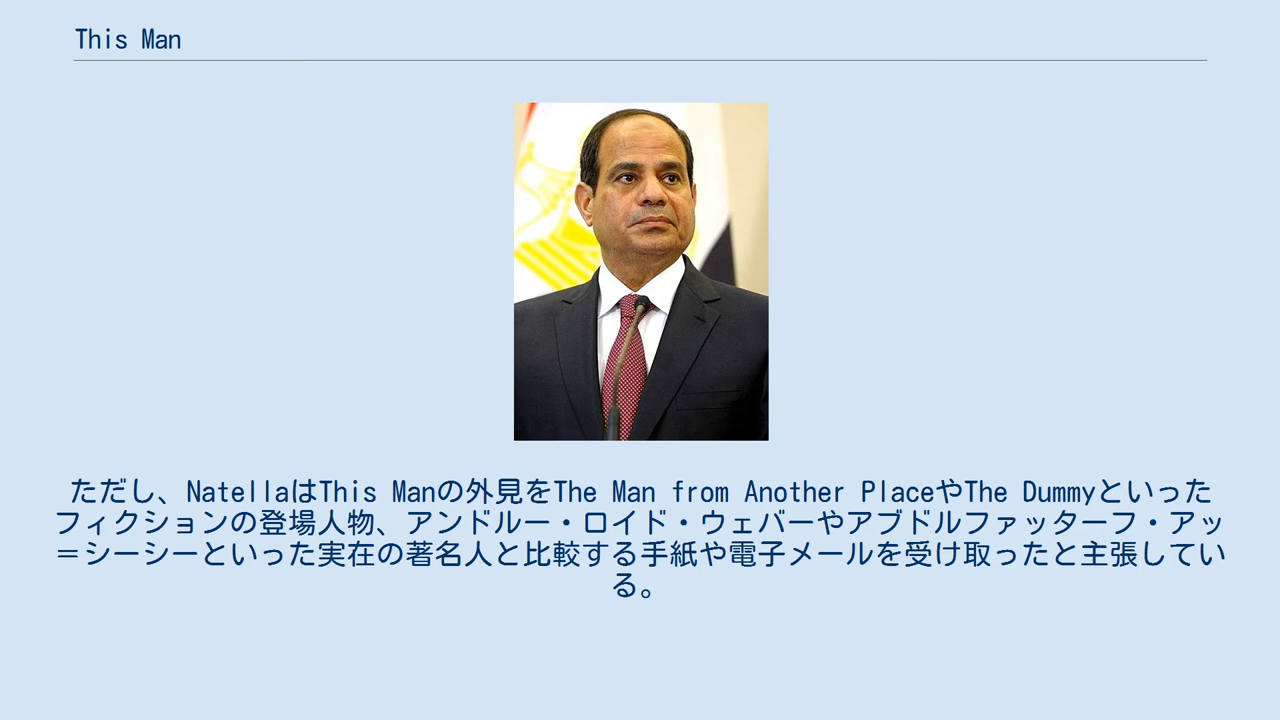 This Man
ただし、NatellaはThis Manの外見をThe Man from Another PlaceやThe Dummyといった
フィクションの登場人物、アンドルー・ロイド・ウェバーやアブドルファッターフ・アッ
＝シーシーといった実在の著名人と比較する手紙や電子メールを受け取ったと主張してい
る。